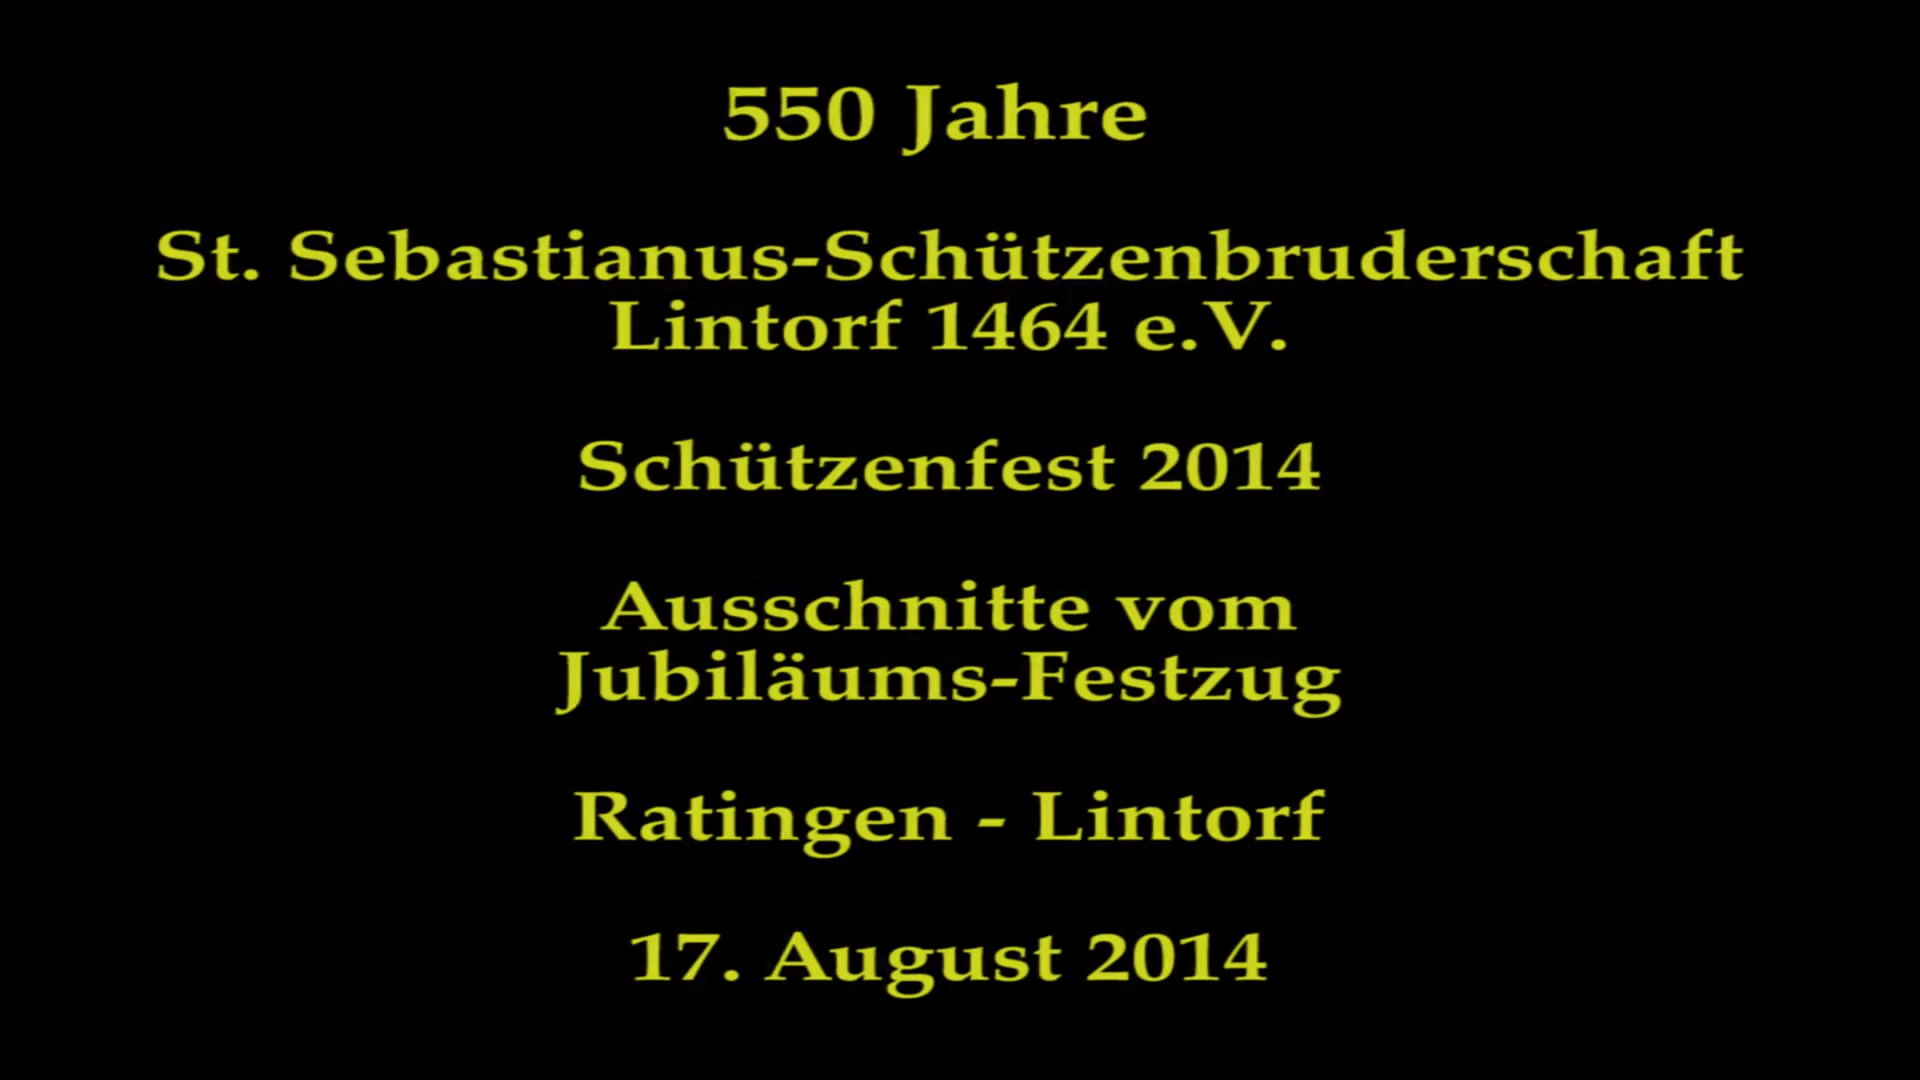 550 Jahre
St. Sebastianus-Schützenbruderschaft
Lintorf 1464 e.V.
Schützenfest 2014
Ausschnitte vom
Jubiläums-Festzug
Ratingen - Lintorf
17. August 2014